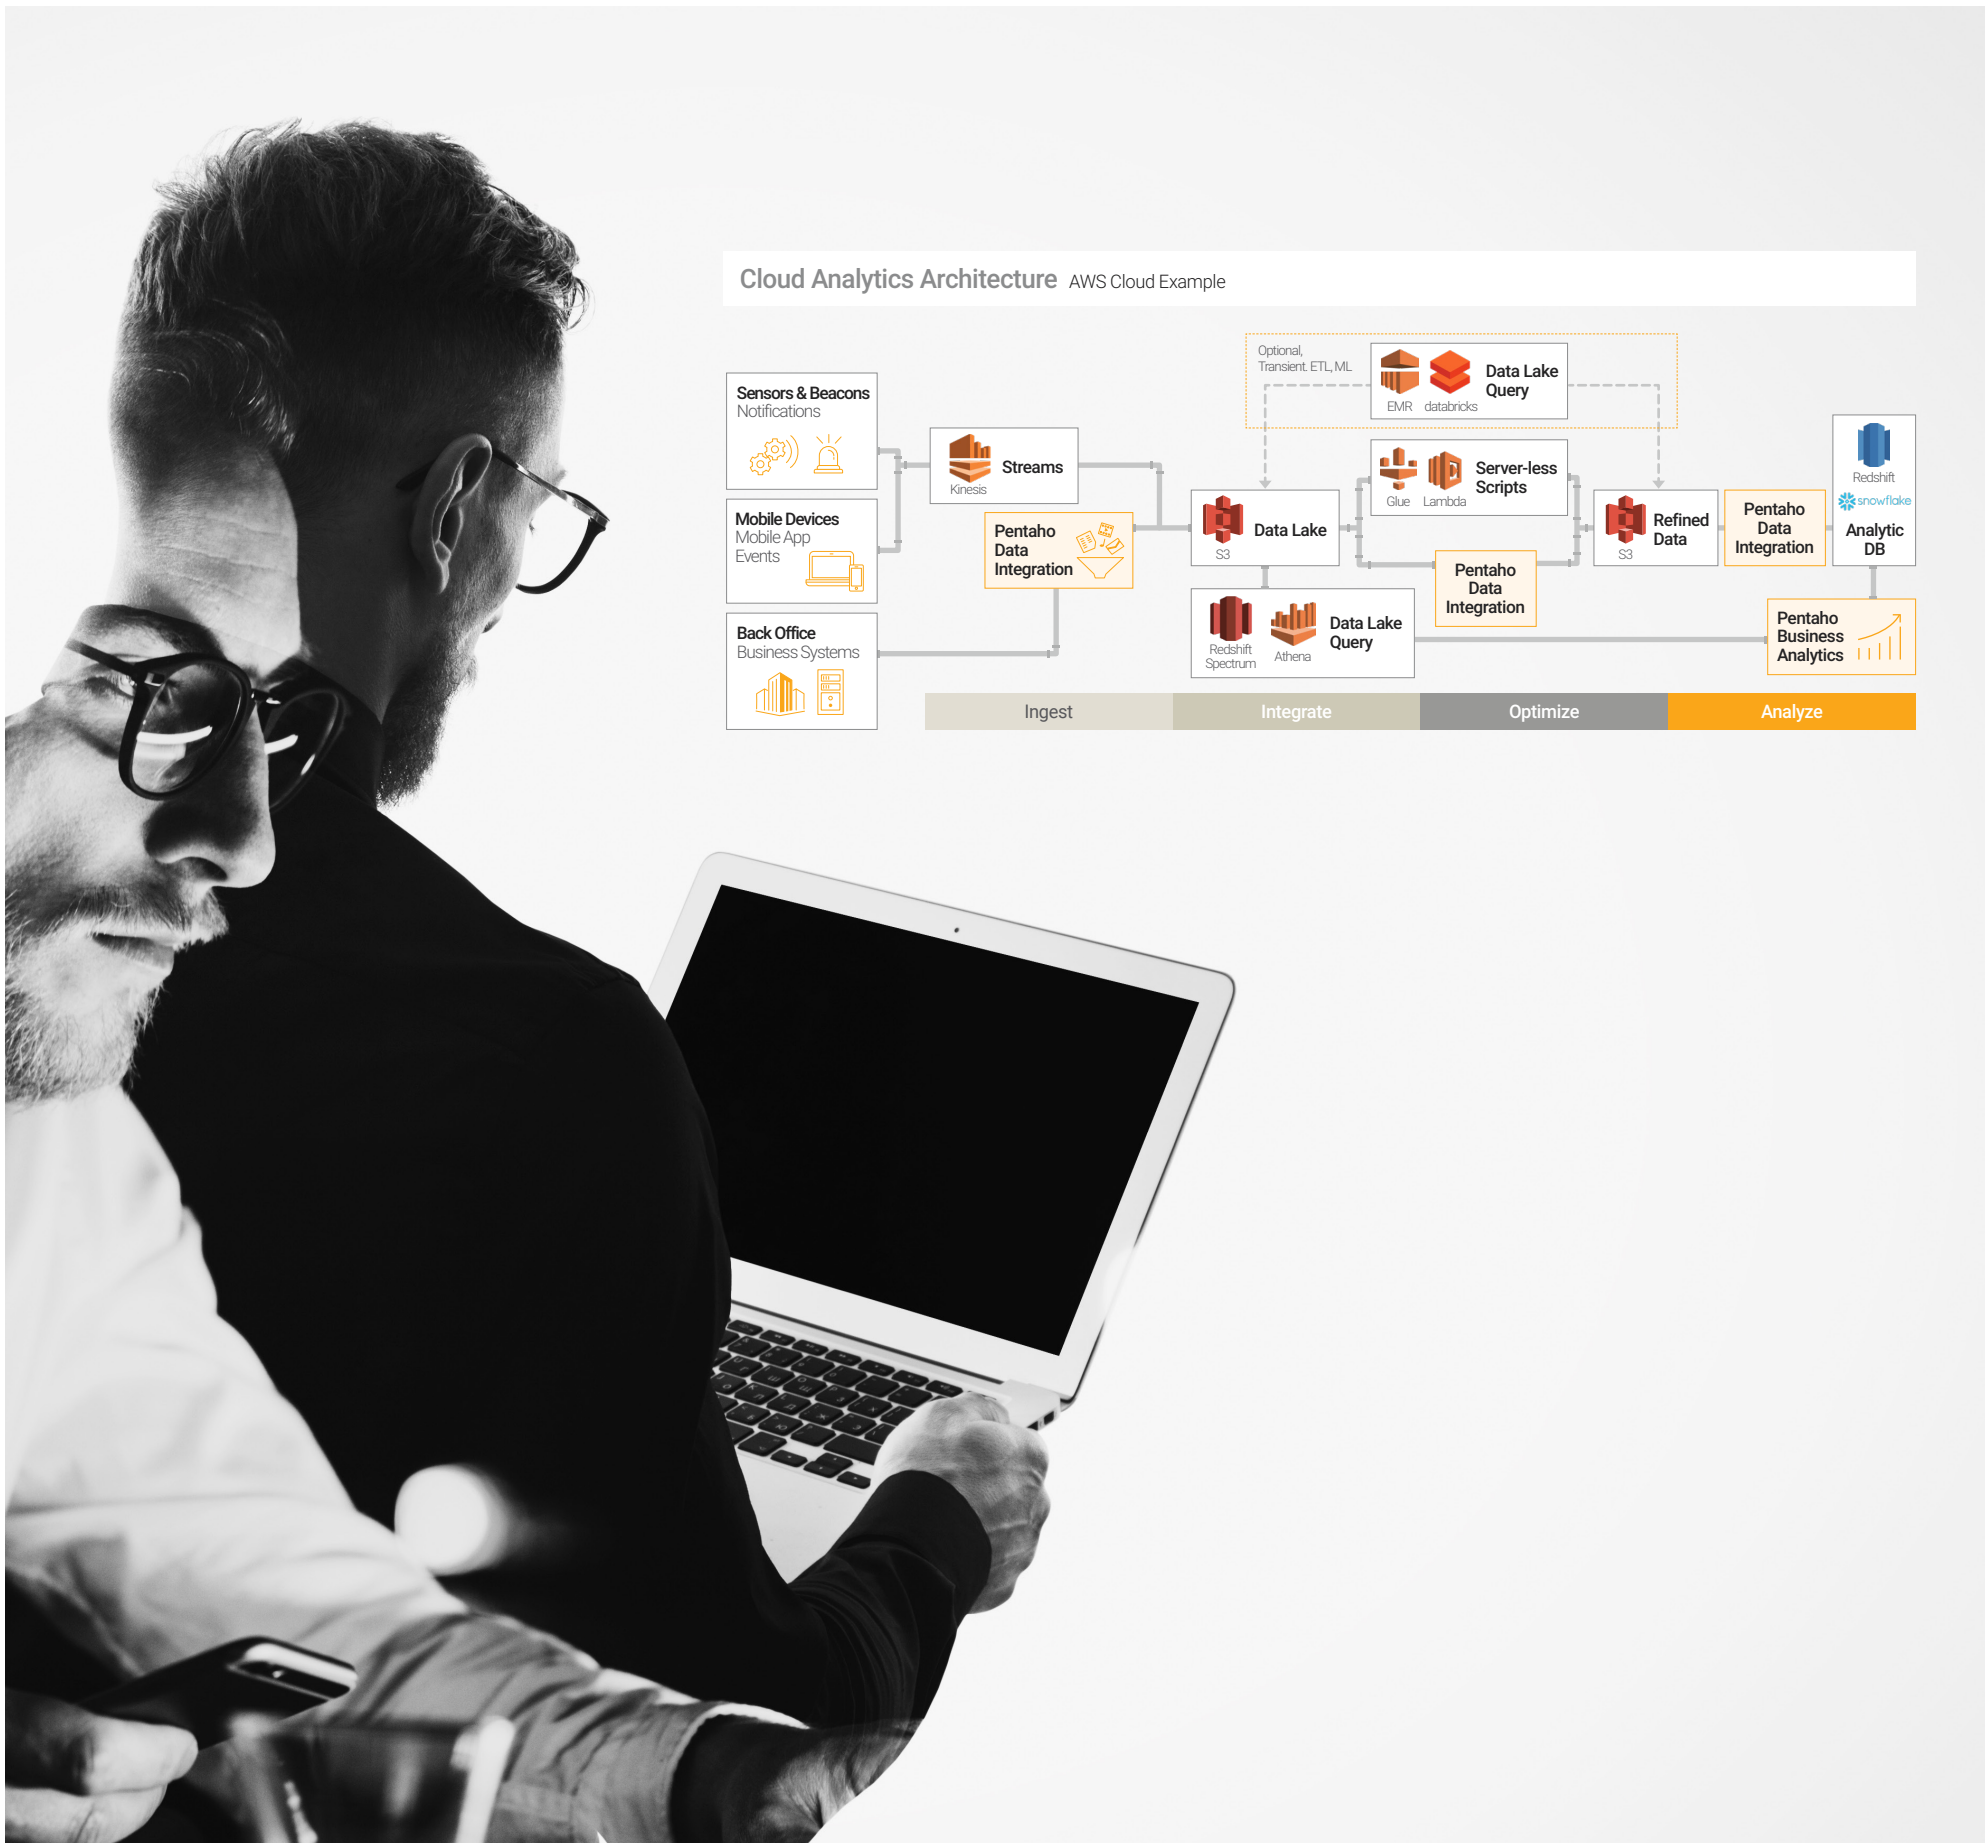 Cloud Analytics Architecture AWS Cloud Example
Optional,
Transient. ETL, ML
EMR databricks
Data Lake
Query
Sensors & Beacons
Notifications
Mobile Devices
Mobile App
Events
Back Office
Business Systems
Kinesis
Streams
Pentaho
Data
Integration
S3
Data Lake
Glue Lambda
Server-less
Scripts
Pentaho
Data
Integration
Redshift
Spectrum
Athena
Data Lake
Query
S3
Refined
Data
Pentaho
Data
Integration
Redshift
snowflake
Analytic
DB
Pentaho
Business
Analytics
Ingest
Integrate
Optimize
Analyze